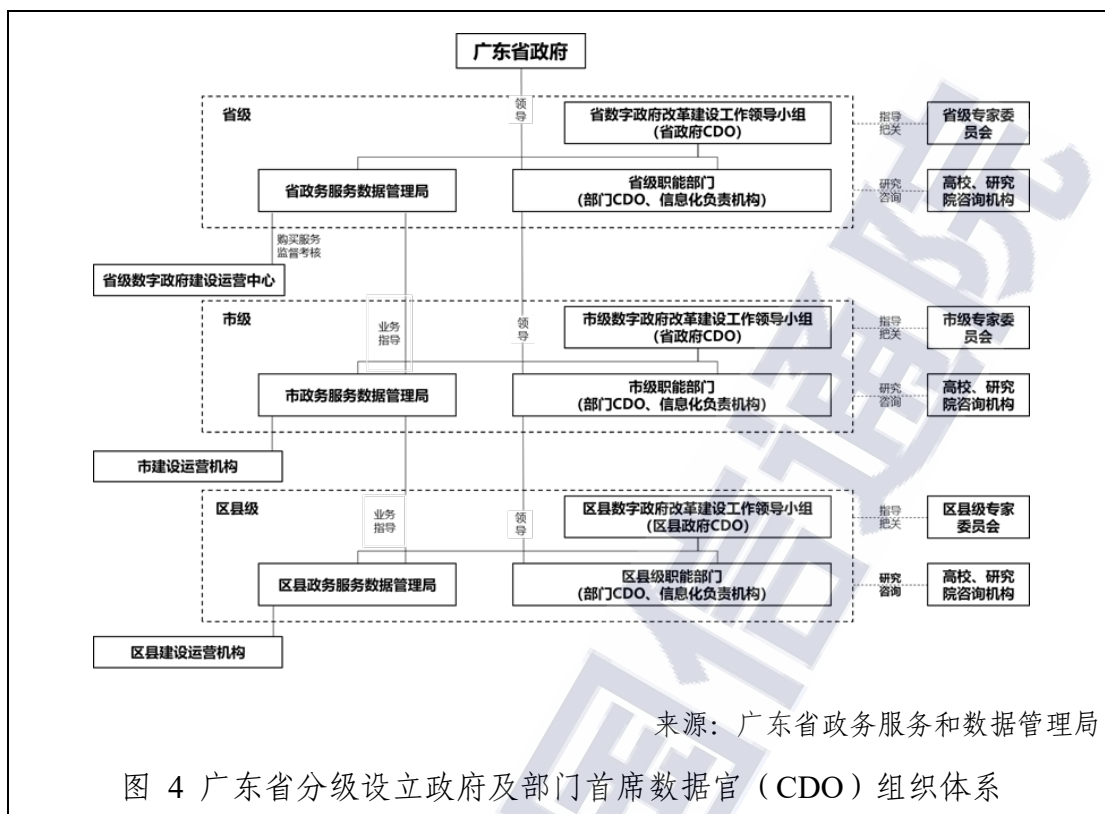 广东省政府
领
导
省级
省数字政府改革建设工作领导小组
(省政府CDO)
指导
把关
省级专家委
员会
省政务服务数据管理局
省级职能部门
(部门CDO、信息化负责机构)
研究
咨询
高校、研究
院咨询机构
购买服务
监督考核
省级数字政府建设运营中心
市级
业务
指导
领
导
市级数字政府改革建设工作领导小组
(省政府CDO)
指导
把关
市级专家委
员会
市政务服务数据管理局
市级职能部门
(部门CDO、信息化负责机构)
研究
咨询
高校、研究
院咨询机构
市建设运营机构
区县级
业务
指导
领
导
区县数字政府改革建设工作领导小组
(区县政府CDO)
指导
把关
区县级专家
委员会
区县政务服务数据管理局
区县级职能部门
(部门CDO、信息化负责机构)
研究
咨询
高校、研究
院咨询机构
区县建设运营机构
来源：广东省政务服务和数据管理局
图 4 广东省分级设立政府及部门首席数据官（CDO）组织体系
国信通院